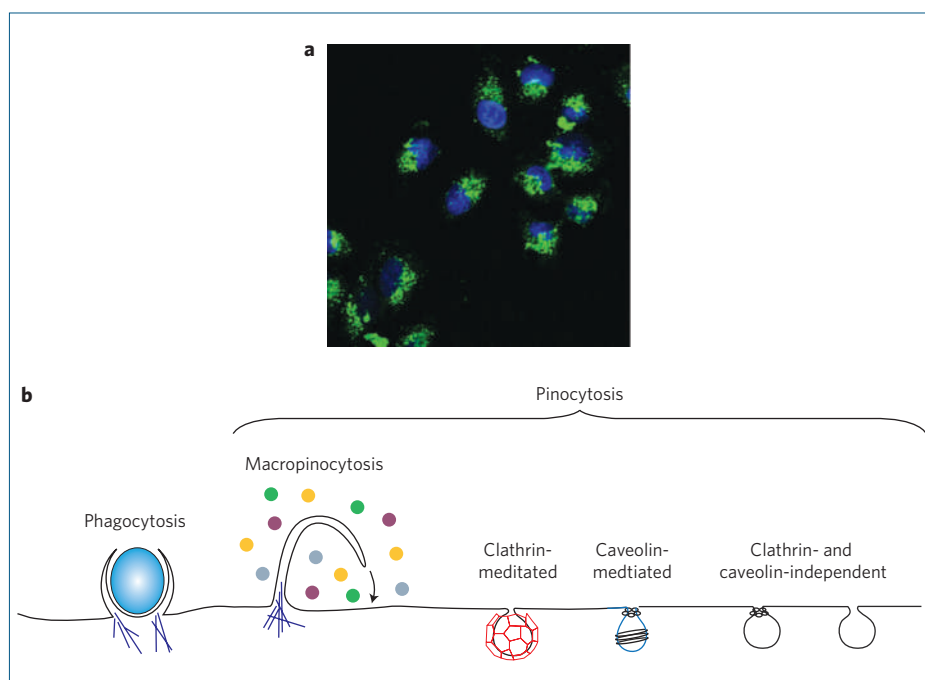 a
b
Pinocytosis
Macropinocytosis
Phagocytosis
Clathrin-
meditated
Caveolin-
medtiated
Clathrin- and
caveolin-independent